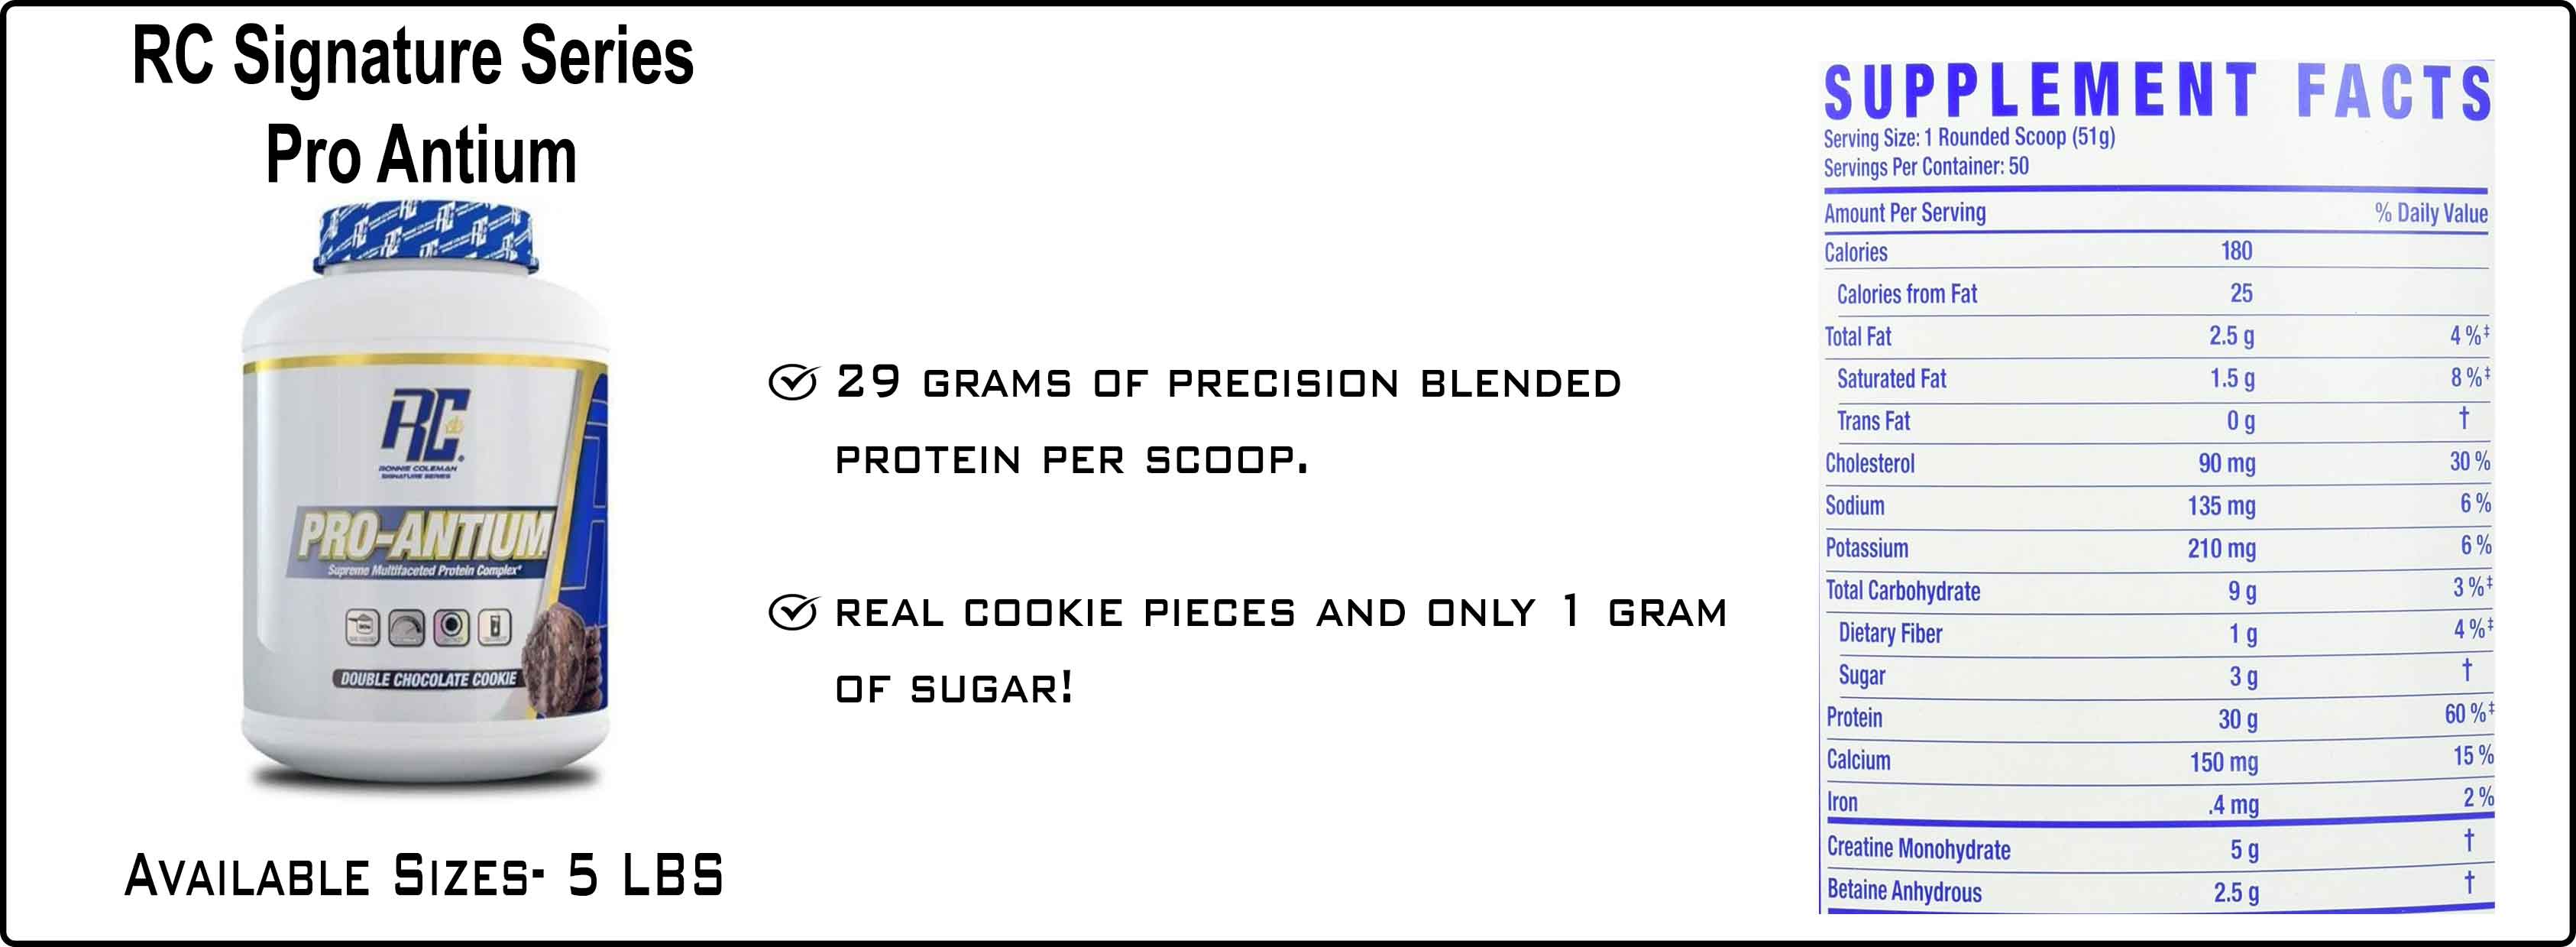 RC Signature Series
Pro Antium
RC
RONNIE COLEMAN
SIGNATURE SERIES
PRO-ANTIUM
Supreme Multifaceted Protein Complex*
DOUBLE CHOCOLATE COOKIE
AVAILABLE SIZES- 5 LBS
29 GRAMS OF PRECISION BLENDED
PROTEIN PER SCOOP.
REAL COOKIE PIECES AND ONLY 1 GRAM
OF SUGAR!
SUPPLEMENT FACTS
Serving Size: 1 Rounded Scoop (51g)
Servings Per Container: 50
Amount Per Serving % Daily Value
Calories 180
Calories from Fat 25
Total Fat 2.5 g 4 %‡
Saturated Fat 1.5 g 8 %‡
Trans Fat 0 g †
Cholesterol 90 mg 30 %
Sodium 135 mg 6 %
Potassium 210 mg 6 %
Total Carbohydrate 9 g 3 %‡
Dietary Fiber 1 g 4 %‡
Sugar 3 g †
Protein 30 g 60 %‡
Calcium 150 mg 15 %
Iron .4 mg 2 %
Creatine Monohydrate 5 g †
Betaine Anhydrous 2.5 g †